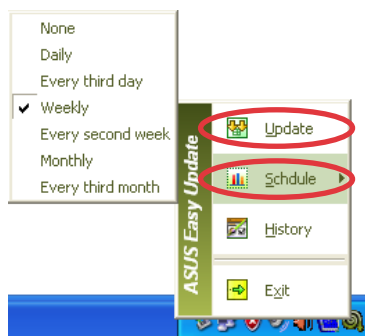 None
Daily
Every third day
Weekly
Every second week
Monthly
Every third month
ASUS Easy Update
Update
Schdule
History
Exit